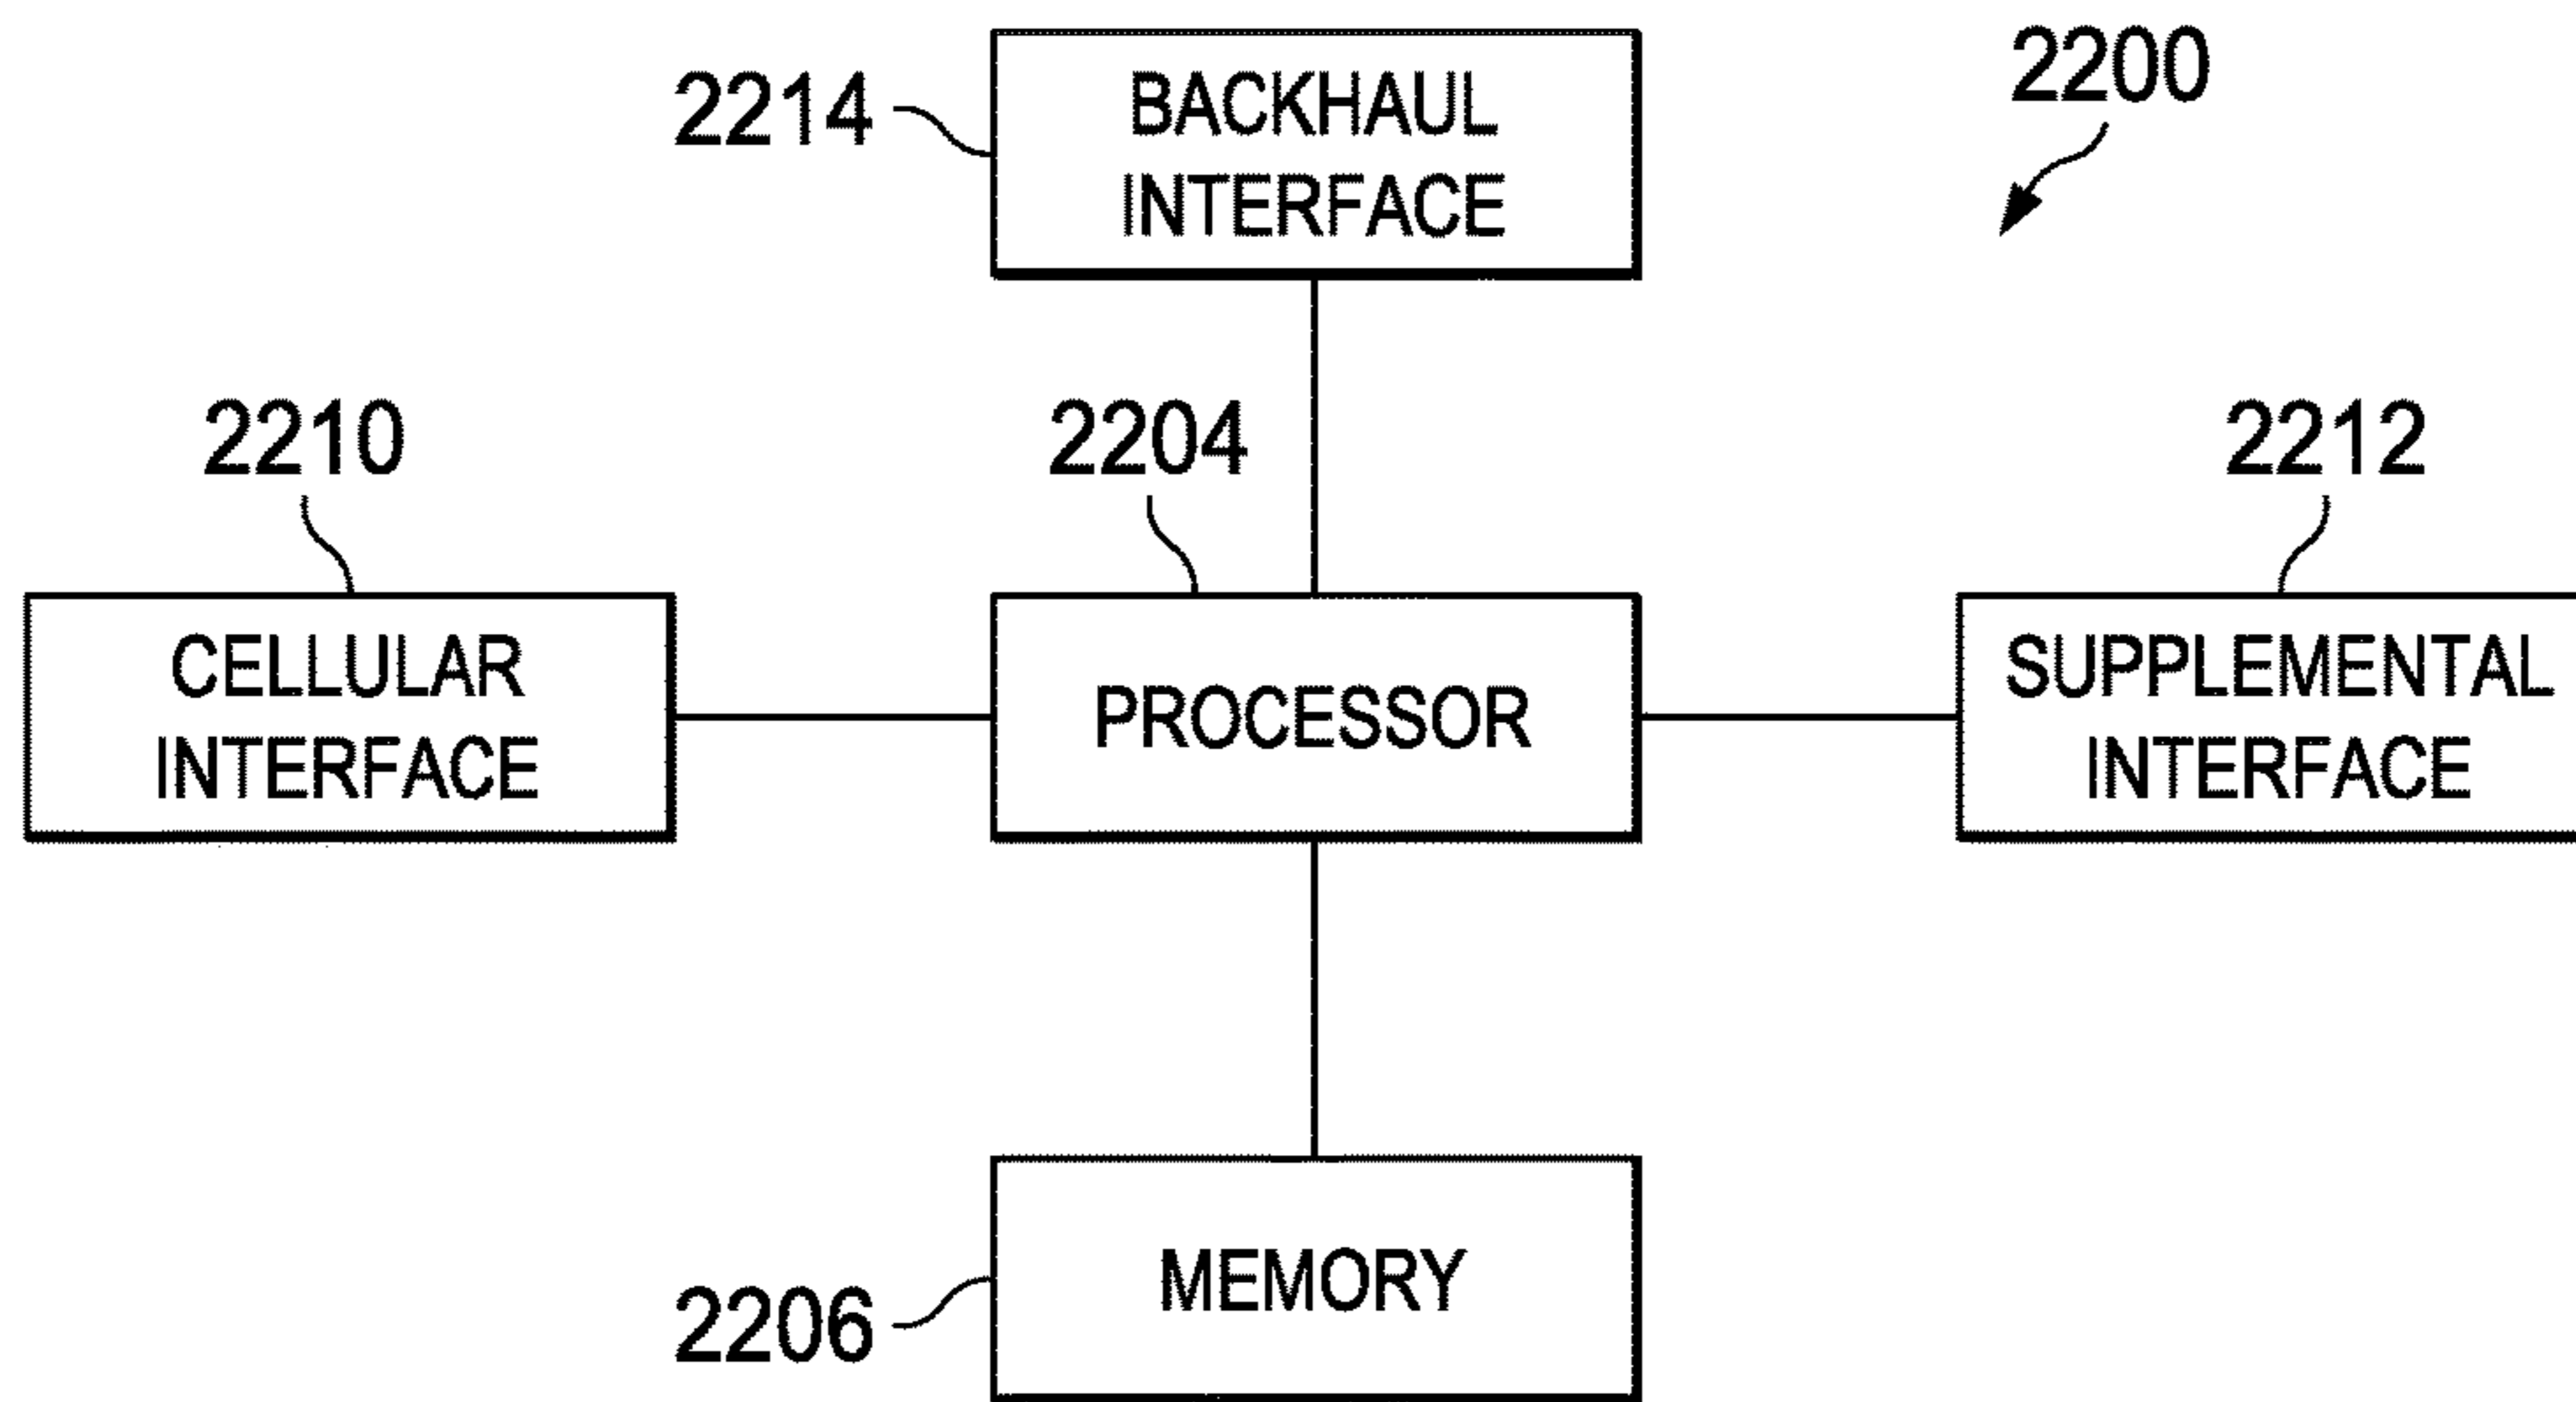 2200
2214
BACKHAUL
INTERFACE
2210
2204
2212
CELLULAR
INTERFACE
PROCESSOR
SUPPLEMENTAL
INTERFACE
2206
MEMORY